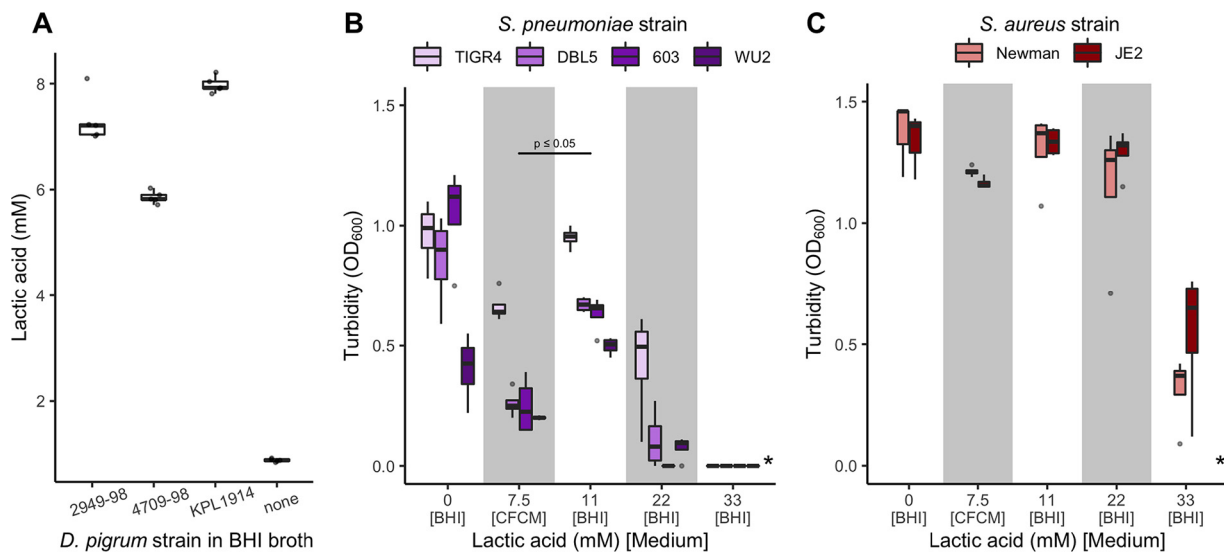 A
Lactic acid (mM)
8
6
4
2
2949-98 4709-98 KPL1914 none
D. pigrum strain in BHI broth
B
S. pneumoniae strain
TIGR4 DBL5 603 WU2
Turbidity (OD600)
1.5
1.0
0.5
0.0
p ≤ 0.05
*
0 7.5 11 22 33
[BHI] [CFCM] [BHI] [BHI] [BHI]
Lactic acid (mM) [Medium]
C
S. aureus strain
Newman JE2
Turbidity (OD600)
1.5
1.0
0.5
0.0
*
0 7.5 11 22 33
[BHI] [CFCM] [BHI] [BHI] [BHI]
Lactic acid (mM) [Medium]